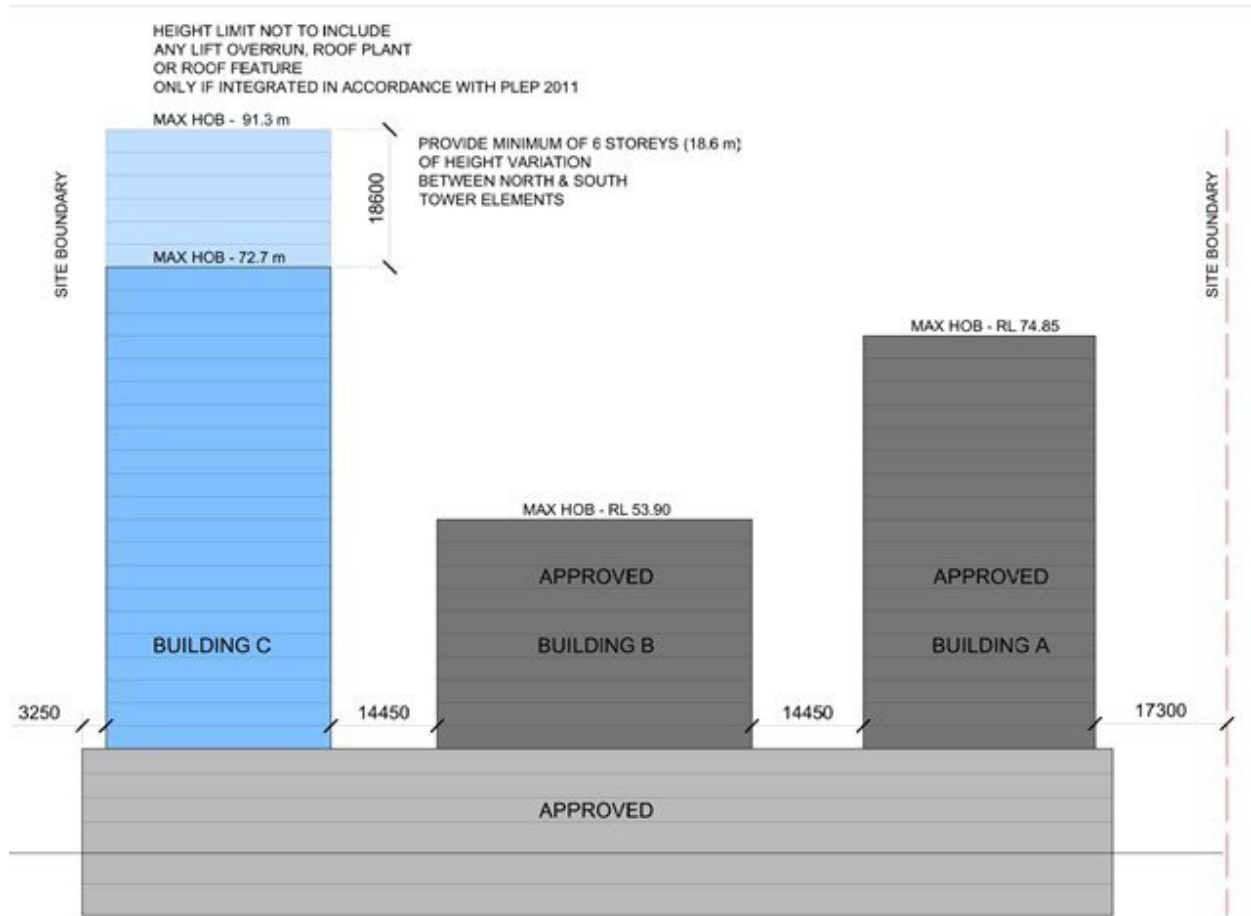 HEIGHT LIMIT NOT TO INCLUDE
ANY LIFT OVERRUN, ROOF PLANT
OR ROOF FEATURE
ONLY IF INTEGRATED IN ACCORDANCE WITH PLEP 2011
MAX HOB - 91.3 m
PROVIDE MINIMUM OF 6 STOREYS (18.6 m)
OF HEIGHT VARIATION
BETWEEN NORTH & SOUTH
TOWER ELEMENTS
18600
SITE BOUNDARY
SITE BOUNDARY
MAX HOB - 72.7 m
MAX HOB - RL 74.85
MAX HOB - RL 53.90
APPROVED
APPROVED
BUILDING C
BUILDING B
BUILDING A
3250
14450
14450
17300
APPROVED